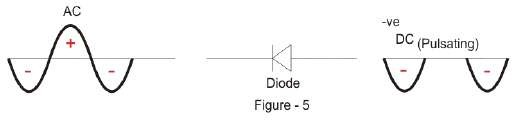 AC
+
- -
Diode
Figure - 5
-ve
DC (Pulsating)
- -